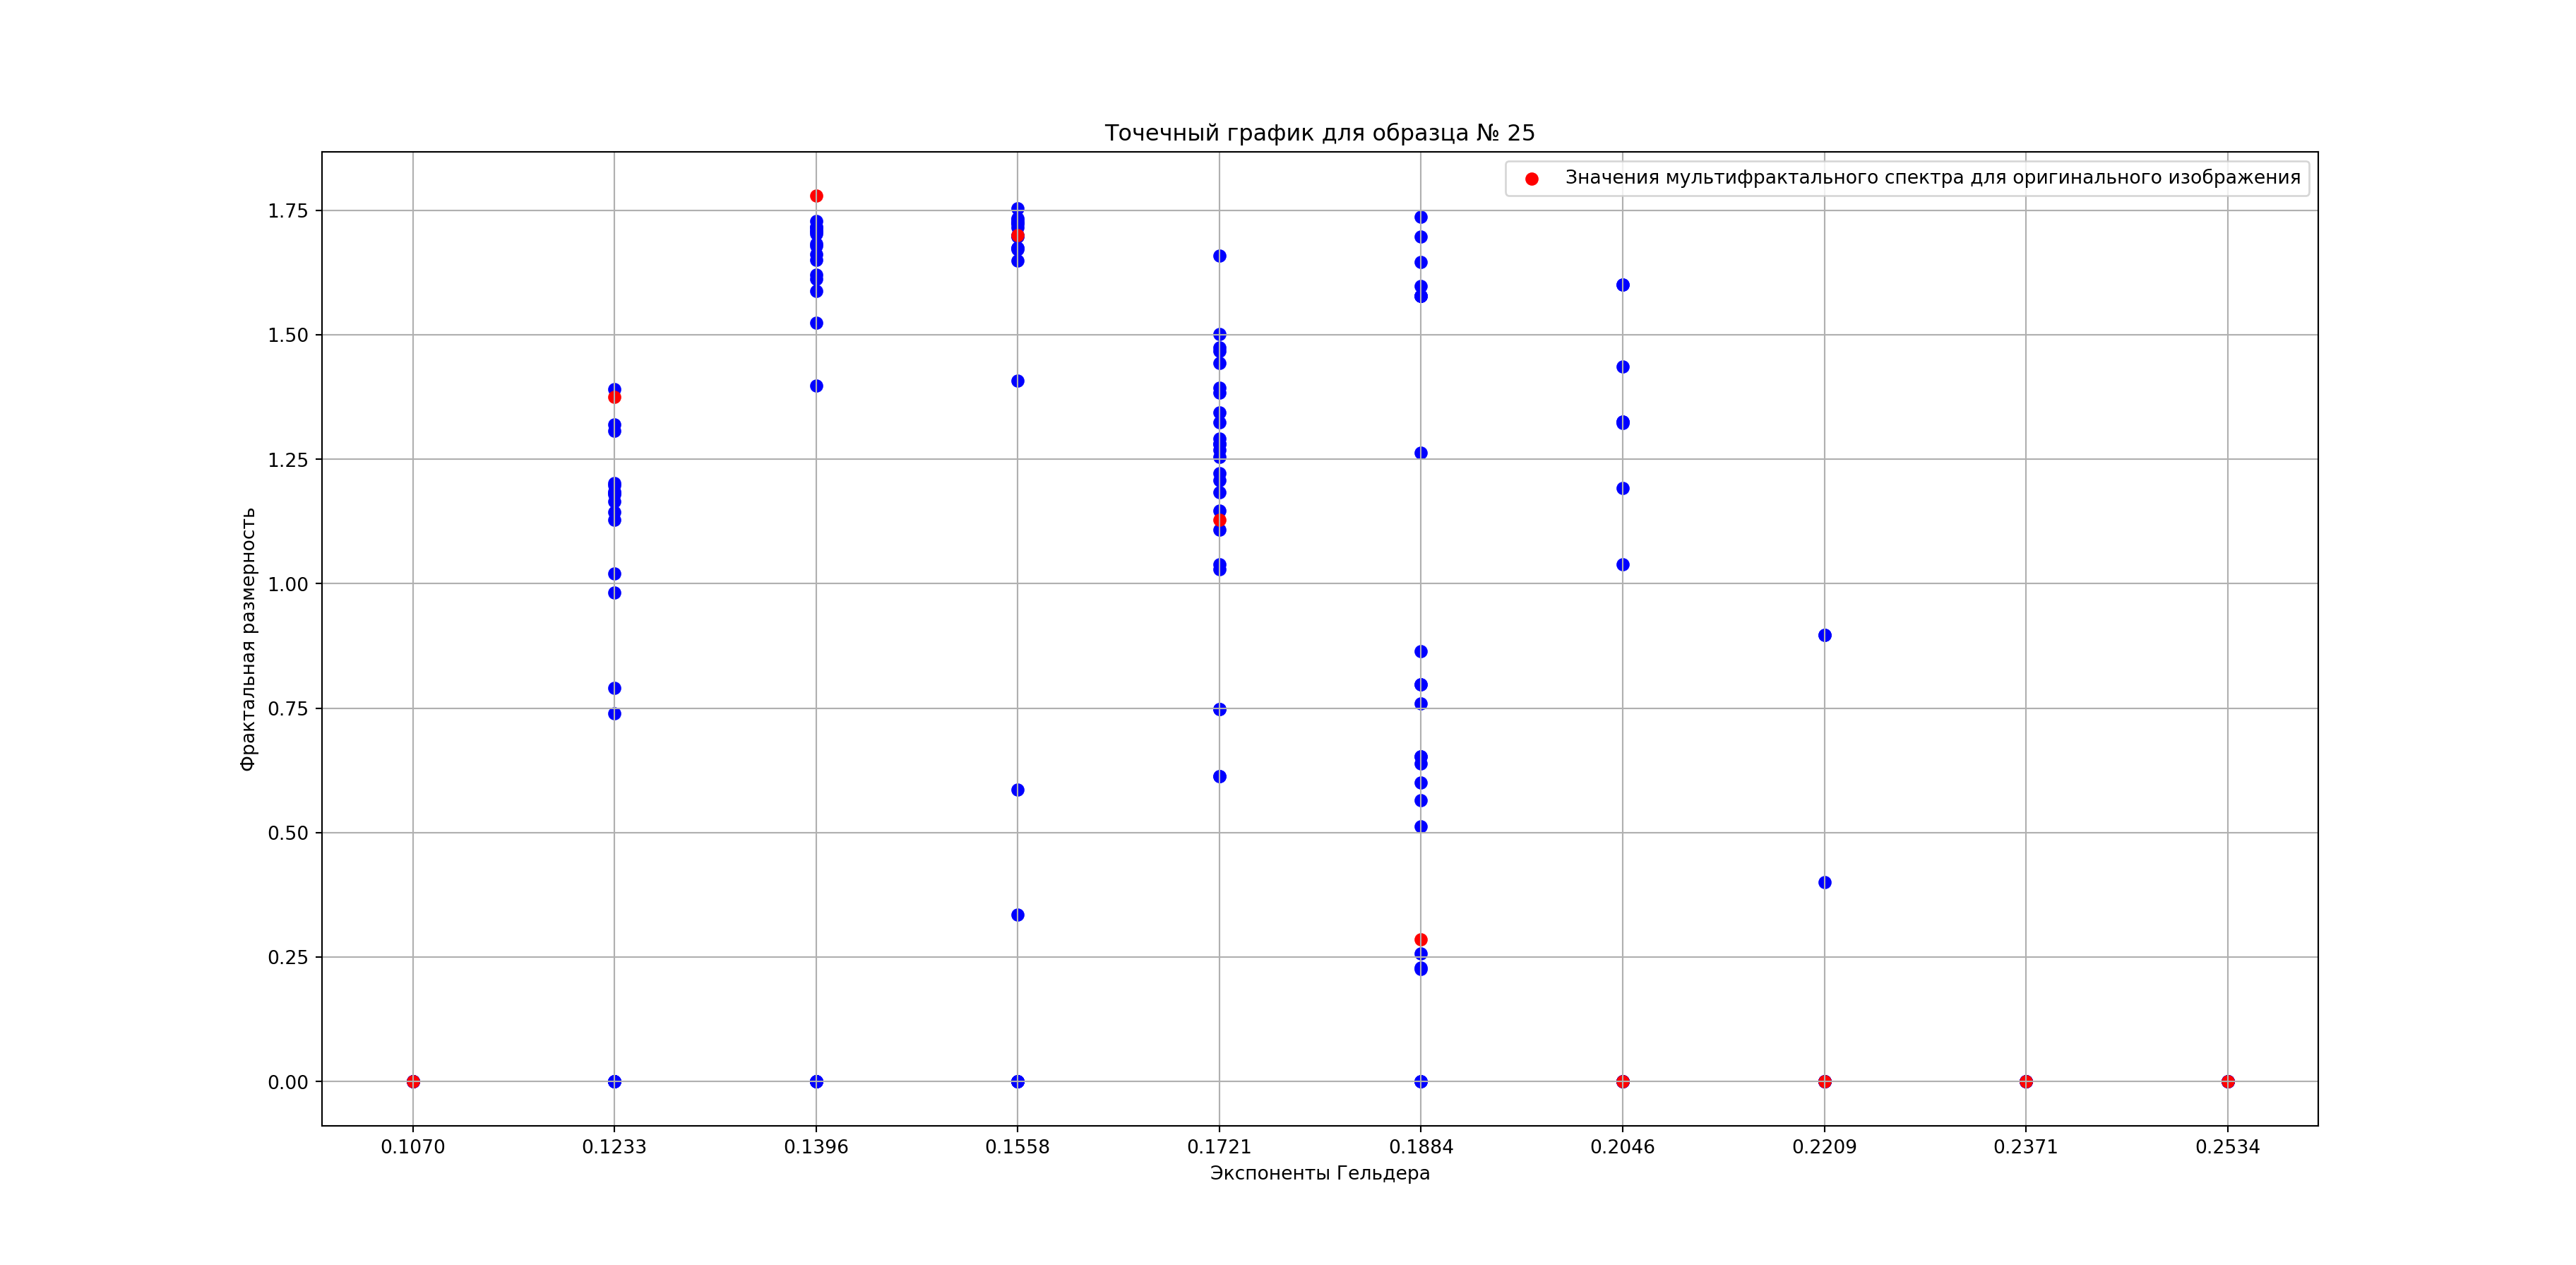 Точечный график для образца № 25
Значения мультифрактального спектра для оригинального изображения
1.75
1.50
1.25
1.00
0.75
0.50
0.25
0.00
Фрактальная размерность
0.1070 0.1233 0.1396 0.1558 0.1721 0.1884 0.2046 0.2209 0.2371 0.2534
Экспоненты Гельдера